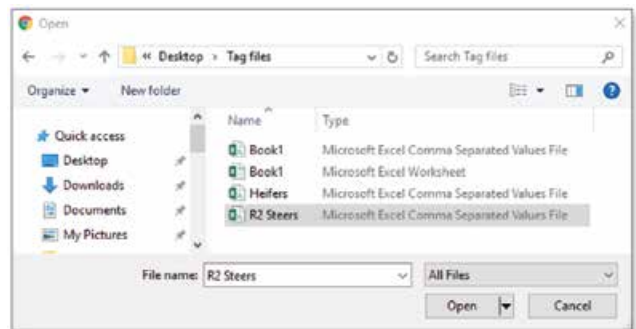 Open
« Desktop › Tag files
Search Tag files
Organize
New folder
Name
Type
Quick access
Desktop
Downloads
Documents
My Pictures
Book1
Microsoft Excel Comma Separated Values File
Book1
Microsoft Excel Worksheet
Heifers
Microsoft Excel Comma Separated Values File
R2 Steers
Microsoft Excel Comma Separated Values File
File name: R2 Steers
All Files
Open
Cancel